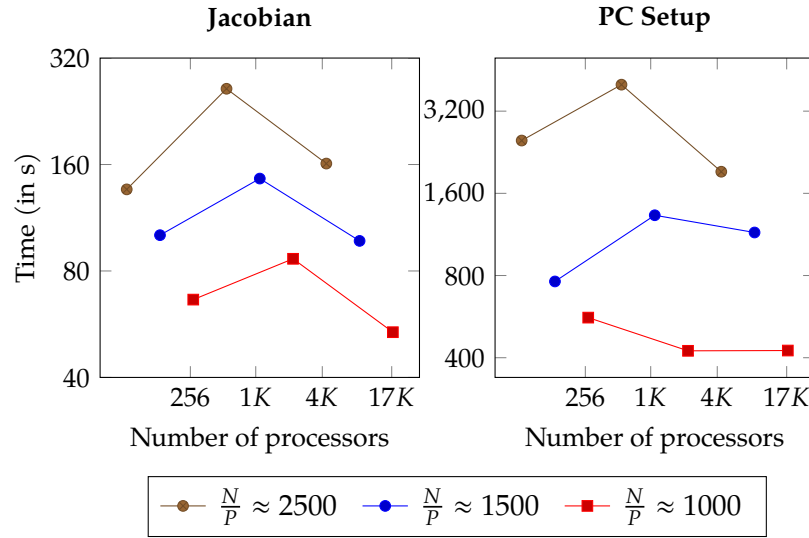 Jacobian
PC Setup
320
160
80
40
Time (in s)
256 1K 4K 17K
Number of processors
3,200
1,600
800
400
256 1K 4K 17K
Number of processors
N/P ≈ 2500 N/P ≈ 1500 N/P ≈ 1000